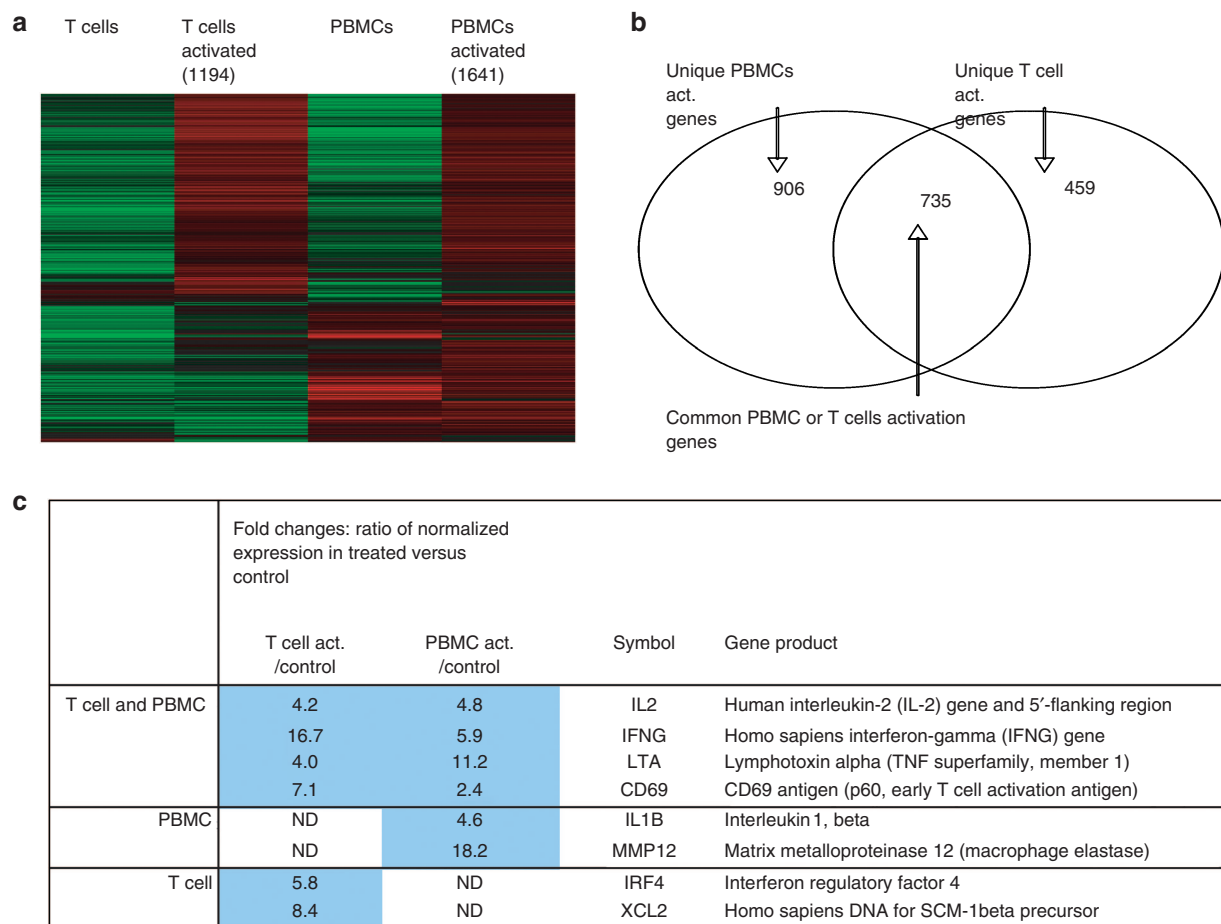 a
T cells
T cells
activated
(1194)
PBMCs
PBMCs
activated
(1641)
b
Unique PBMCs
act.
genes
Unique T cell
act.
genes
906
735
459
Common PBMC or T cells activation
genes
c
Fold changes: ratio of normalized
expression in treated versus
control
T cell act.
/control
PBMC act.
/control
Symbol
Gene product
T cell and PBMC 4.2 4.8 IL2 Human interleukin-2 (IL-2) gene and 5′-flanking region
16.7 5.9 IFNG Homo sapiens interferon-gamma (IFNG) gene
4.0 11.2 LTA Lymphotoxin alpha (TNF superfamily, member 1)
7.1 2.4 CD69 CD69 antigen (p60, early T cell activation antigen)
PBMC ND 4.6 IL1B Interleukin 1, beta
ND 18.2 MMP12 Matrix metalloproteinase 12 (macrophage elastase)
T cell 5.8 ND IRF4 Interferon regulatory factor 4
8.4 ND XCL2 Homo sapiens DNA for SCM-1beta precursor